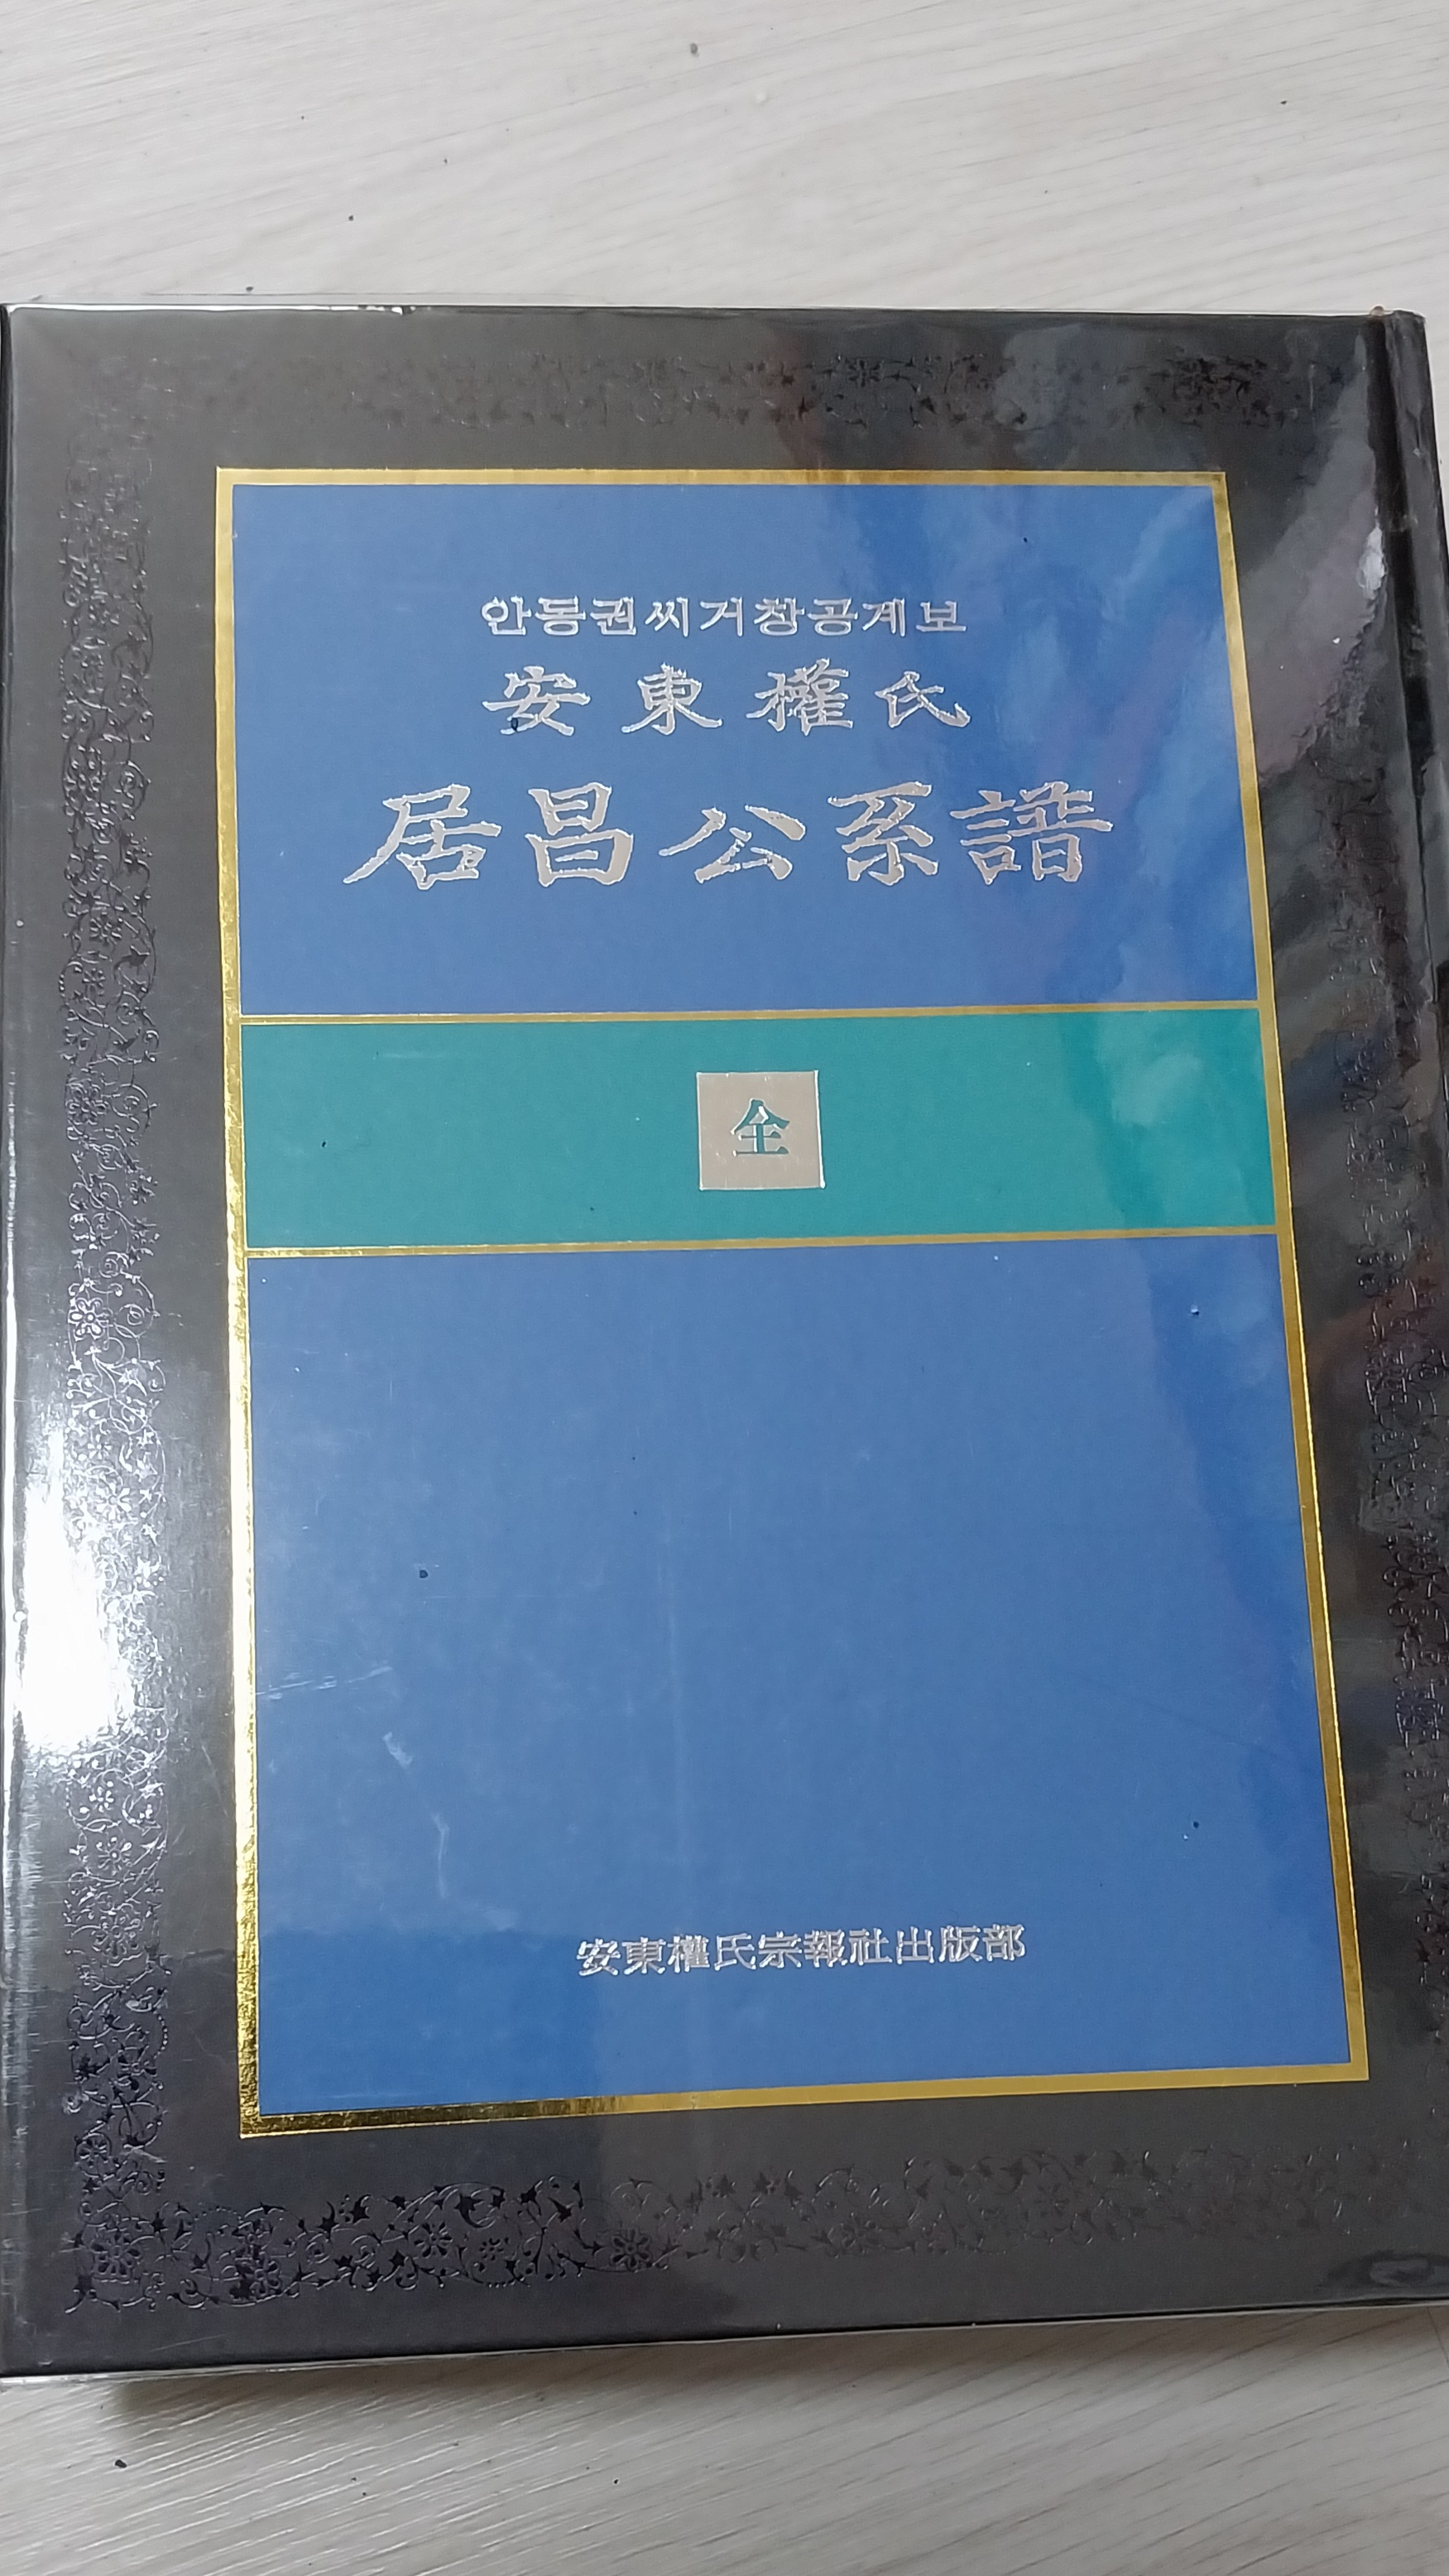 안동권씨거창공계보
安東權氏
居昌公系譜
全
安東權氏宗報社出版部